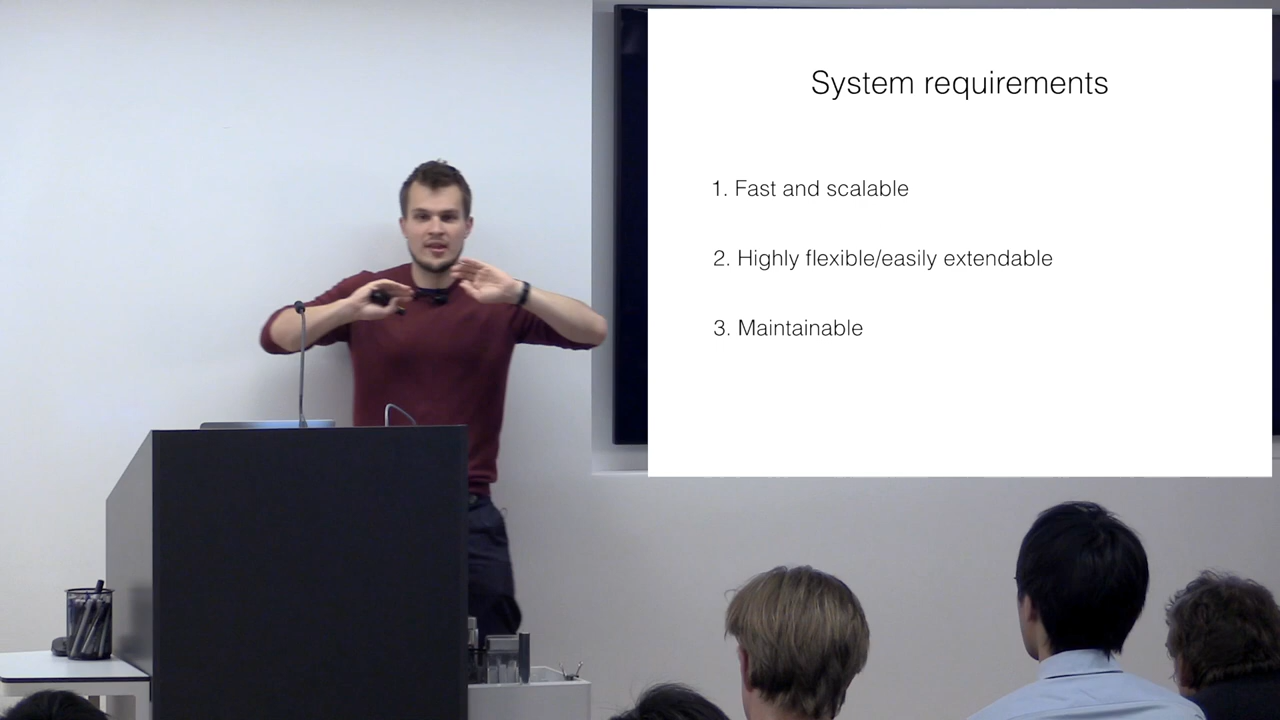 System requirements
1. Fast and scalable
2. Highly flexible/easily extendable
3. Maintainable